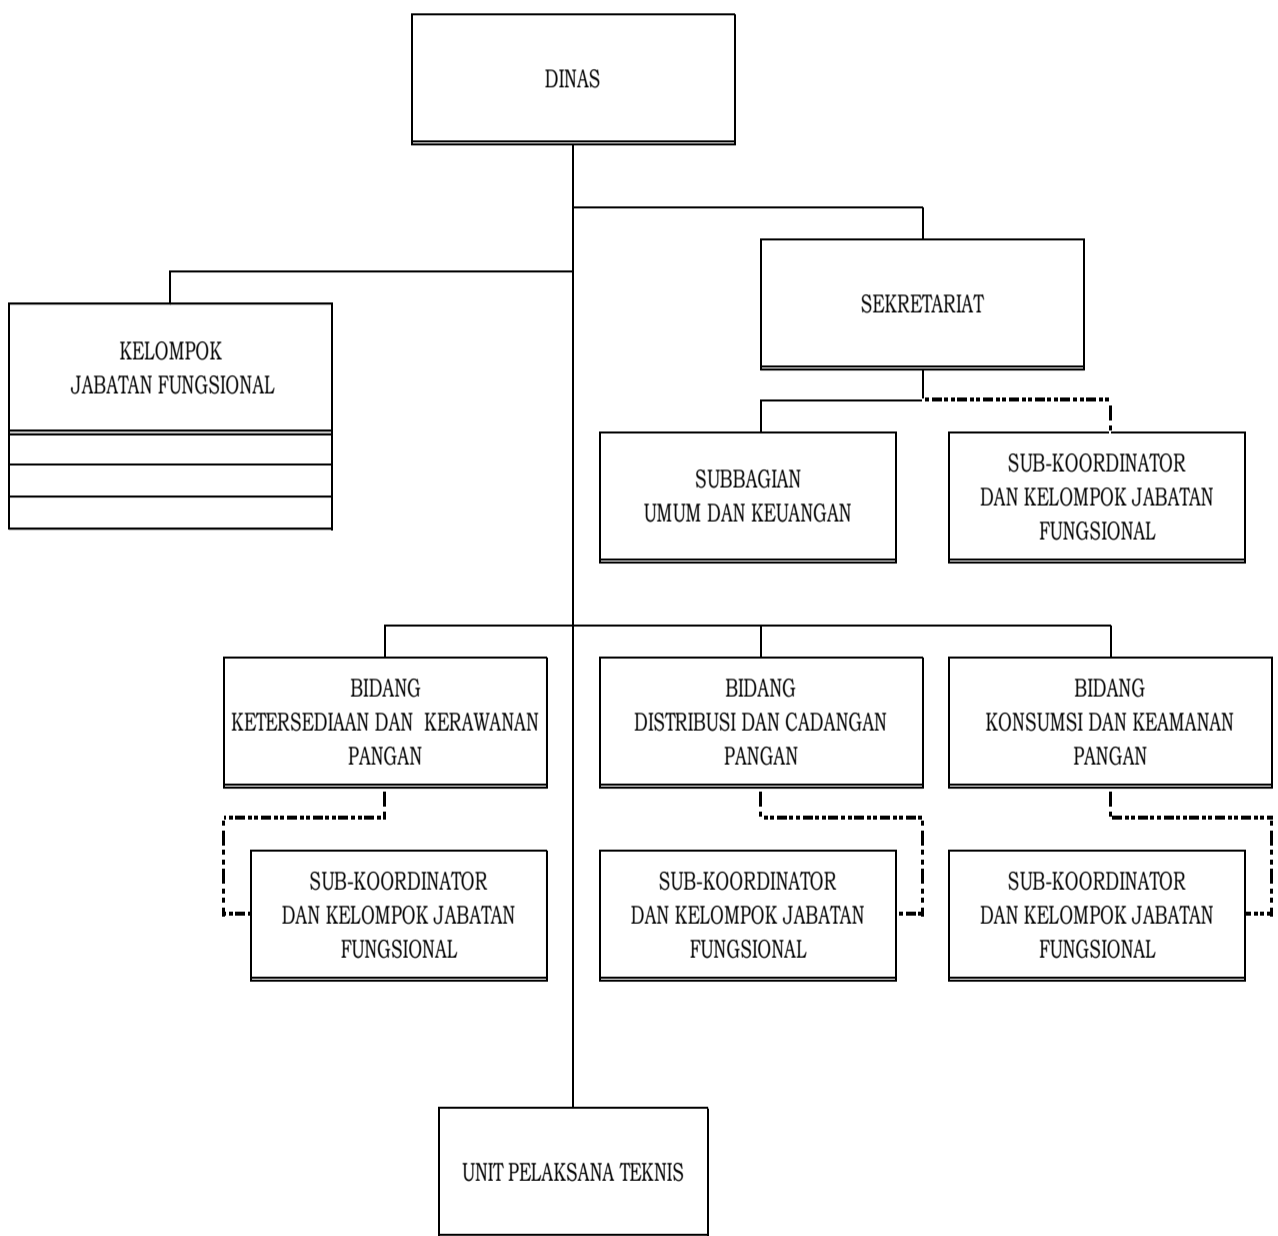 DINAS
SEKRETARIAT
KELOMPOK
JABATAN FUNGSIONAL
SUBBAGIAN
UMUM DAN KEUANGAN
SUB-KOORDINATOR
DAN KELOMPOK JABATAN
FUNGSIONAL
BIDANG
KETERSEDIAAN DAN KERAWANAN
PANGAN
BIDANG
DISTRIBUSI DAN CADANGAN
PANGAN
BIDANG
KONSUMSI DAN KEAMANAN
PANGAN
SUB-KOORDINATOR
DAN KELOMPOK JABATAN
FUNGSIONAL
SUB-KOORDINATOR
DAN KELOMPOK JABATAN
FUNGSIONAL
SUB-KOORDINATOR
DAN KELOMPOK JABATAN
FUNGSIONAL
UNIT PELAKSANA TEKNIS